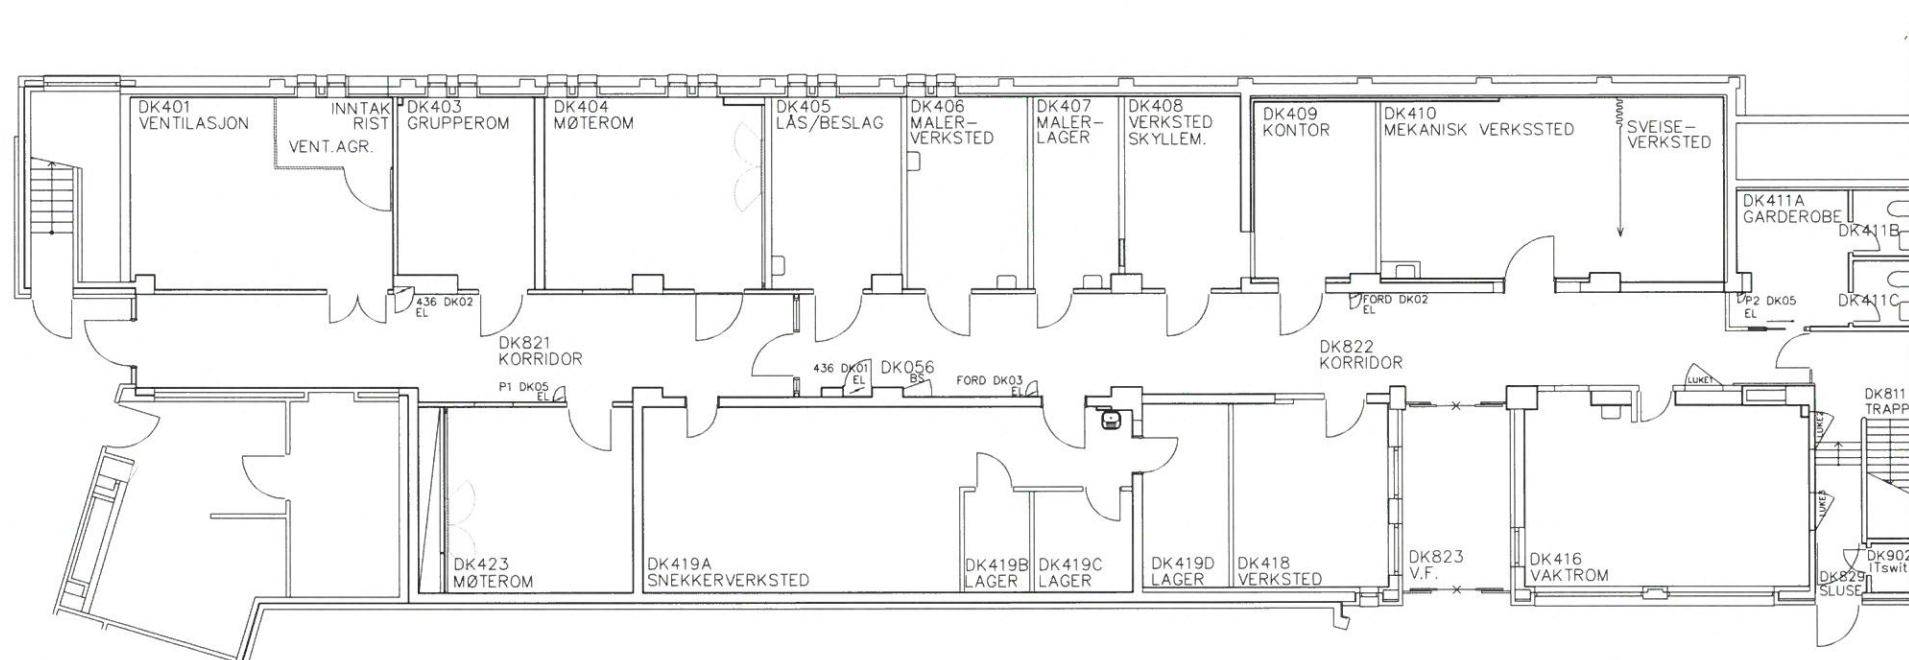 DK401
VENTILASJON
INNTAK
RIST
VENT.AGR.
DK403
GRUPPEROM
DK404
MØTEROM
DK405
LÅS/BESLAG
DK406
MALER-
VERKSTED
DK407
MALER-
LAGER
DK408
VERKSTED
SKYLLEM.
DK409
KONTOR
DK410
MEKANISK VERKSSTED
SVEISE-
VERKSTED
DK411A
GARDEROBE
DK411B
DK411C
436 DK02
EL
FORD DK02
EL
P2 DK05
EL
DK821
KORRIDOR
DK822
KORRIDOR
P1 DK05
EL
436 DK01
EL
DK056
BS
FORD DK03
EL
LUKE1
DK811
TRAPP
LUKE2
LUKE3
DK423
MØTEROM
DK419A
SNEKKERVERKSTED
DK419B
LAGER
DK419C
LAGER
DK419D
LAGER
DK418
VERKSTED
DK823
V.F.
DK416
VAKTROM
DK829
SLUSE
DK902
ITswit